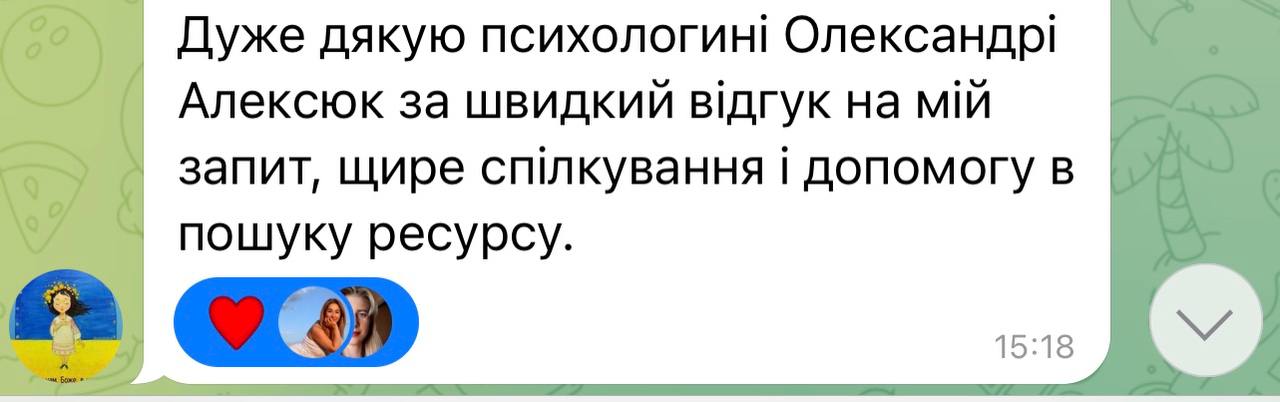 Дуже дякую психологині Олександрі
Алексюк за швидкий відгук на мій
запит, щире спілкування і допомогу в
пошуку ресурсу.
15:18